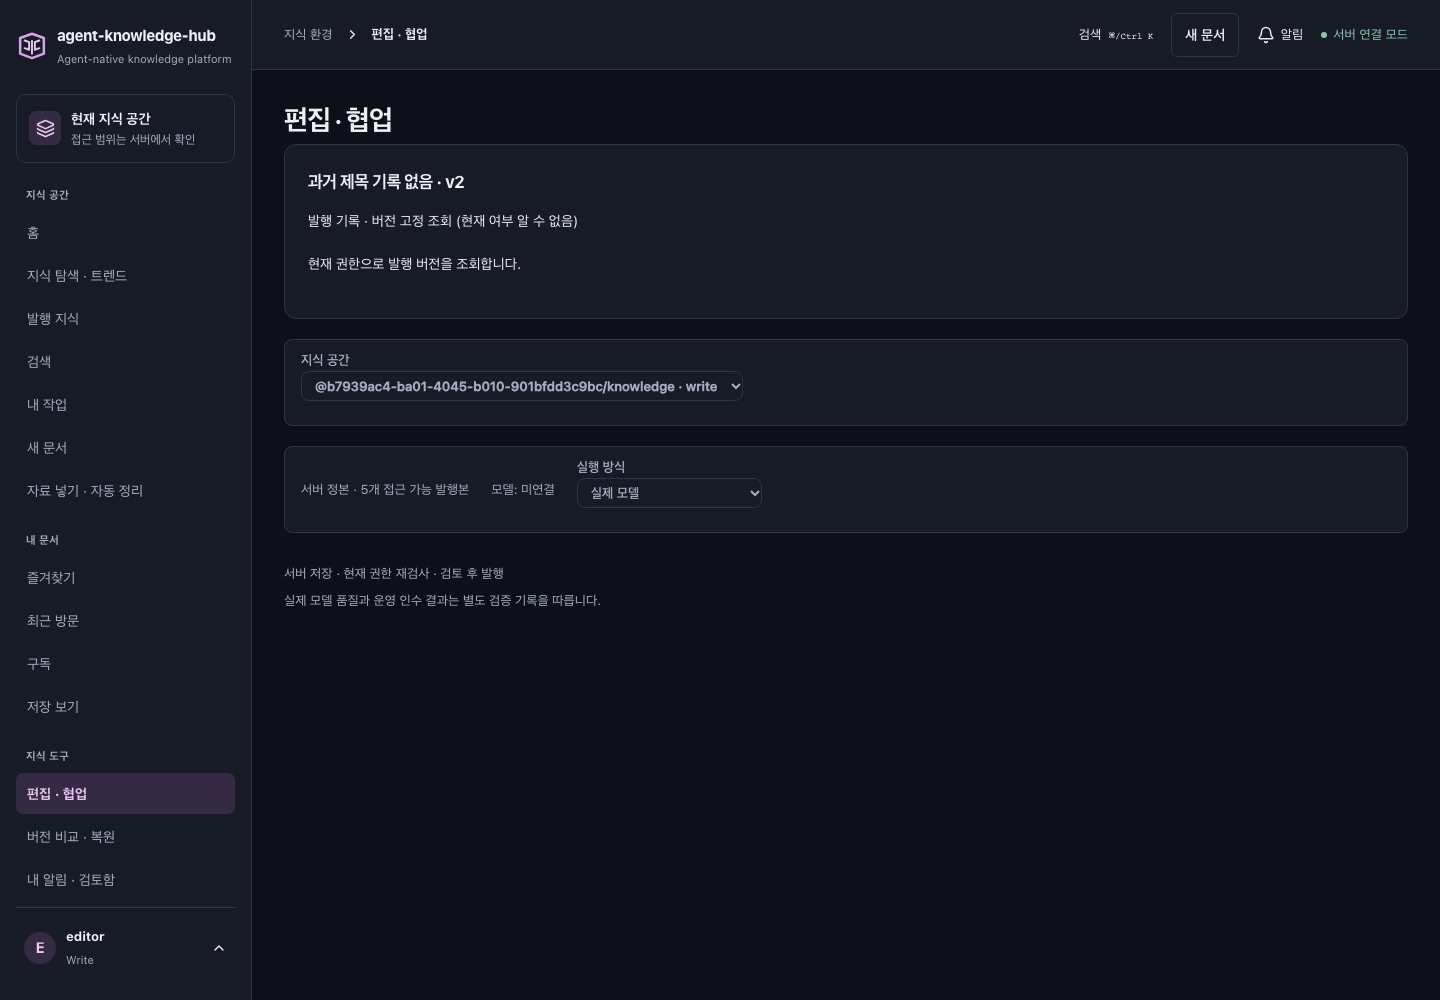 agent-knowledge-hub
Agent-native knowledge platform
현재 지식 공간
접근 범위는 서버에서 확인
지식 공간
홈
지식 탐색 · 트렌드
발행 지식
검색
내 작업
새 문서
자료 넣기 · 자동 정리
내 문서
즐겨찾기
최근 방문
구독
저장 보기
지식 도구
편집 · 협업
버전 비교 · 복원
내 알림 · 검토함
E
editor
Write
지식 환경 > 편집 · 협업
검색 ⌘/Ctrl K
새 문서
알림
서버 연결 모드
편집 · 협업
과거 제목 기록 없음 · v2
발행 기록 · 버전 고정 조회 (현재 여부 알 수 없음)
현재 권한으로 발행 버전을 조회합니다.
지식 공간
@b7939ac4-ba01-4045-b010-901bfdd3c9bc/knowledge · write
실행 방식
서버 정본 · 5개 접근 가능 발행본 모델: 미연결 실제 모델
서버 저장 · 현재 권한 재검사 · 검토 후 발행
실제 모델 품질과 운영 인수 결과는 별도 검증 기록을 따릅니다.